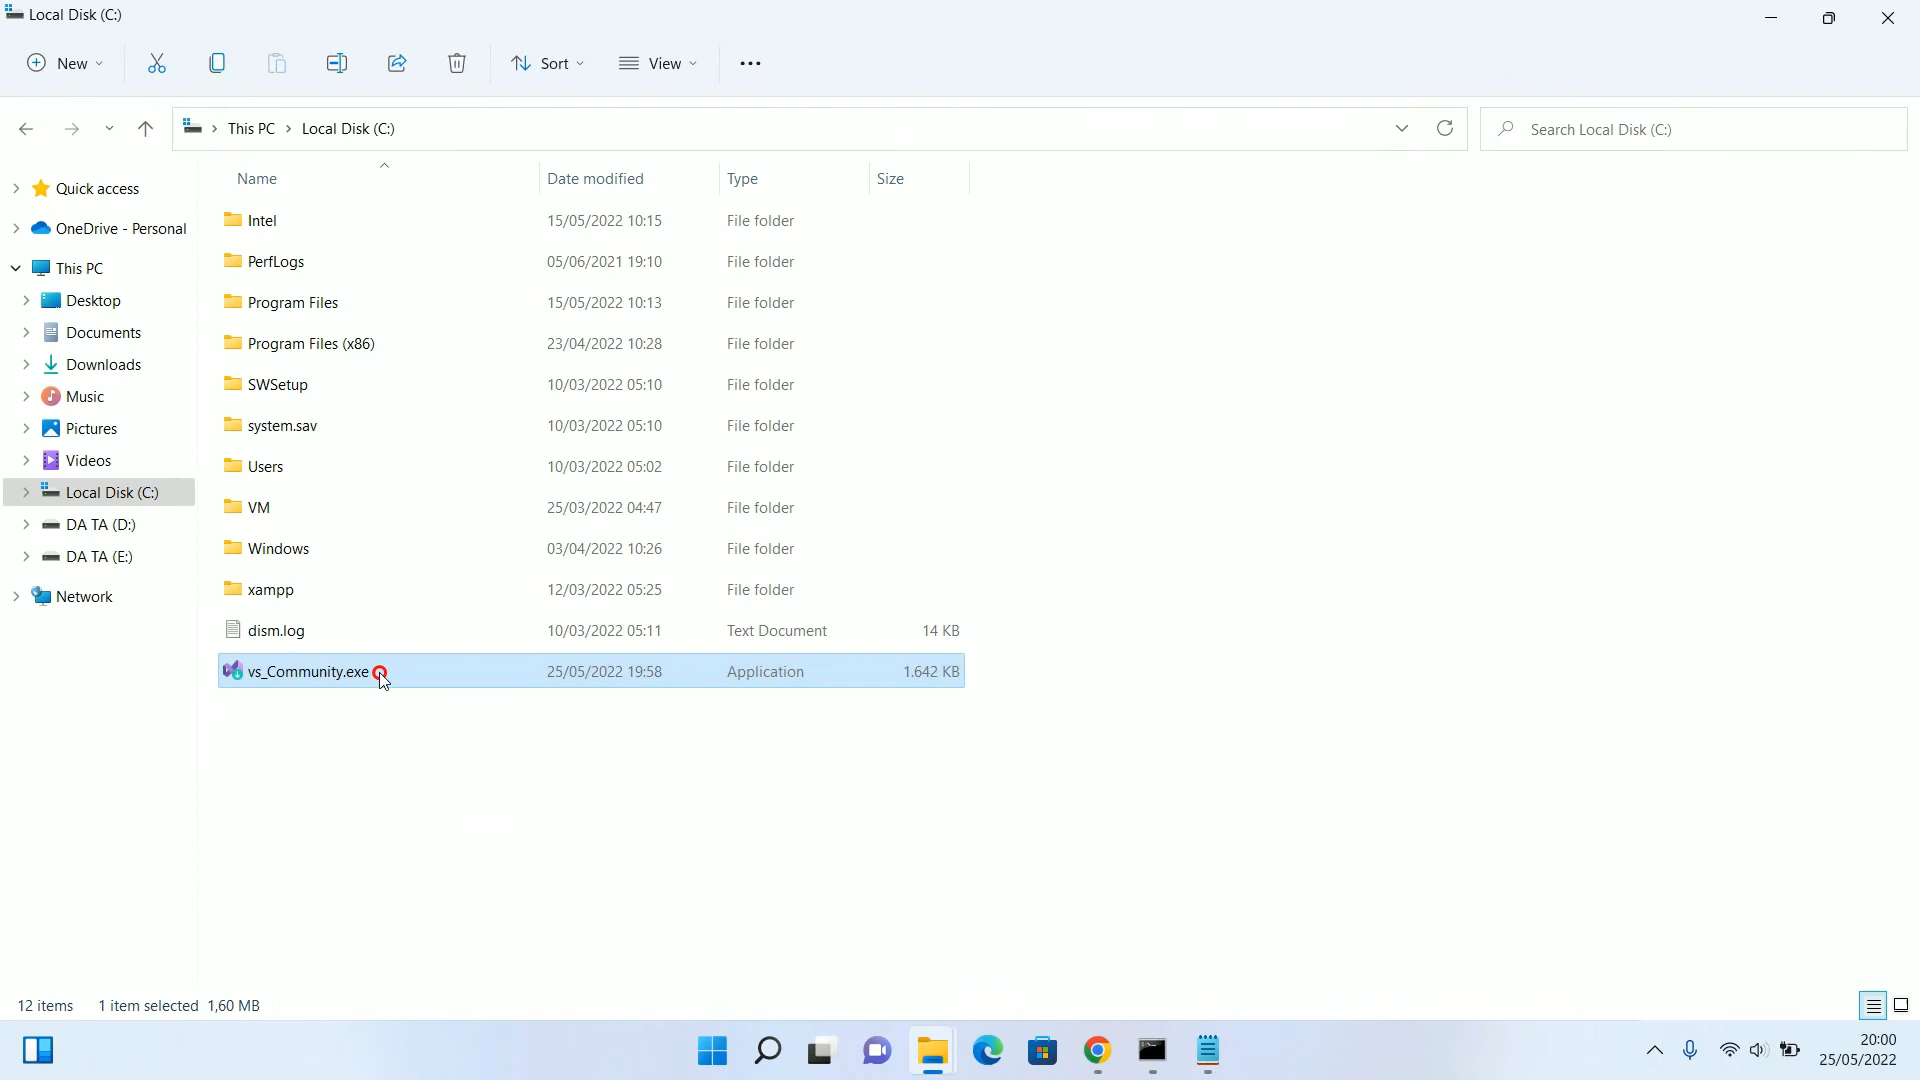 Local Disk (C:)
New
Sort
View
This PC
Local Disk (C:)
Search Local Disk (C:)
Name
Date modified
Type
Size
Quick access
OneDrive - Personal
This PC
Desktop
Documents
Downloads
Music
Pictures
Videos
Local Disk (C:)
DA TA (D:)
DA TA (E:)
Network
Intel 15/05/2022 10:15 File folder
PerfLogs 05/06/2021 19:10 File folder
Program Files 15/05/2022 10:13 File folder
Program Files (x86) 23/04/2022 10:28 File folder
SWSetup 10/03/2022 05:10 File folder
system.sav 10/03/2022 05:10 File folder
Users 10/03/2022 05:02 File folder
VM 25/03/2022 04:47 File folder
Windows 03/04/2022 10:26 File folder
xampp 12/03/2022 05:25 File folder
dism.log 10/03/2022 05:11 Text Document 14 KB
vs_Community.exe 25/05/2022 19:58 Application 1.642 KB
12 items 1 item selected 1,60 MB
20:00
25/05/2022